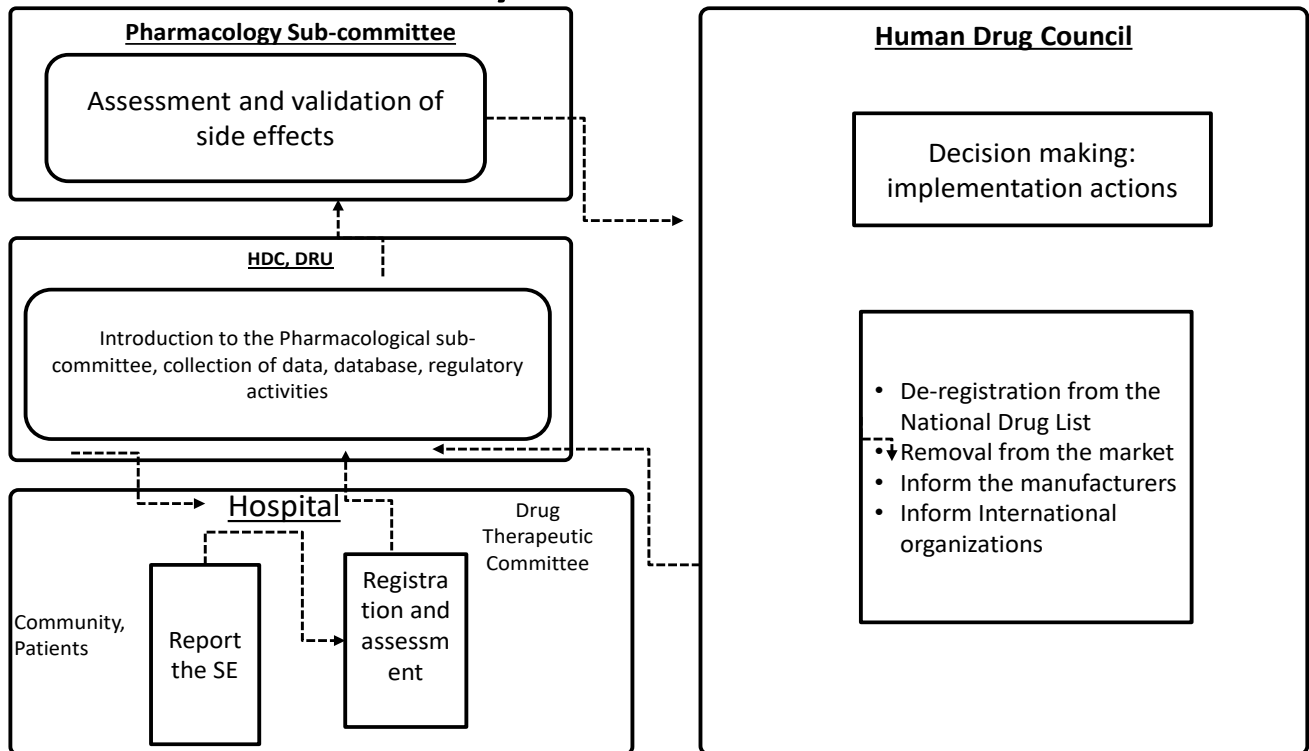 Pharmacology Sub-committee
Assessment and validation of
side effects
HDC, DRU
Introduction to the Pharmacological sub-
committee, collection of data, database, regulatory
activities
Hospital
Drug
Therapeutic
Committee
Community,
Patients
Report
the SE
Registra
tion and
assessm
ent
Human Drug Council
Decision making:
implementation actions
• De-registration from the
National Drug List
• Removal from the market
• Inform the manufacturers
• Inform International
organizations